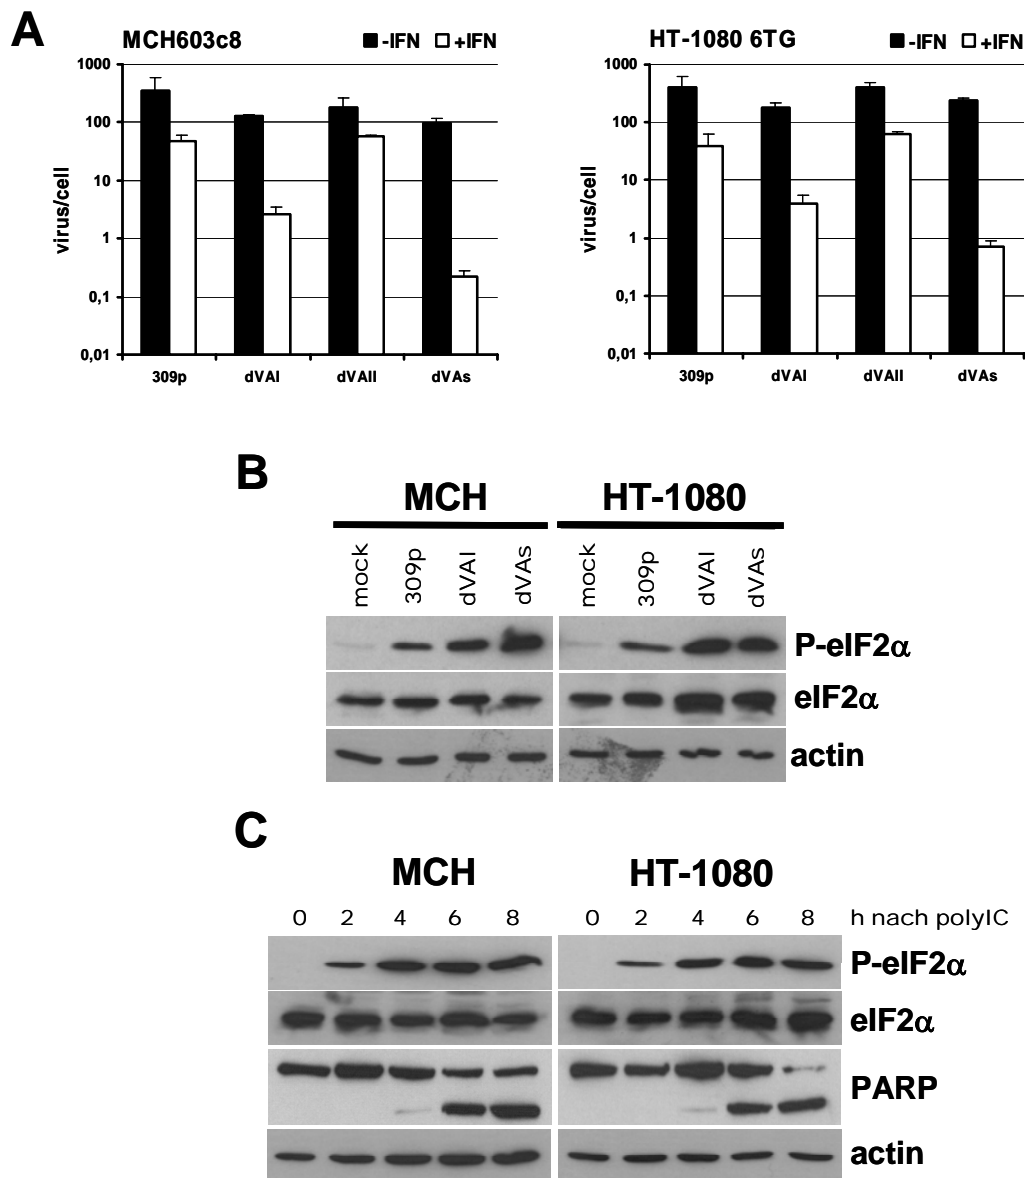 A
MCH603c8
-IFN +IFN
1000
100
10
1
0,1
0,01
virus/cell
309p dVAI dVAII dVAs
HT-1080 6TG
-IFN +IFN
1000
100
10
1
0,1
0,01
virus/cell
309p dVAI dVAII dVAs
B
MCH HT-1080
mock 309p dVAI dVAs mock 309p dVAI dVAs
P-eIF2α
eIF2α
actin
C
MCH HT-1080
0 2 4 6 8 0 2 4 6 8 h nach polyIC
P-eIF2α
eIF2α
PARP
actin